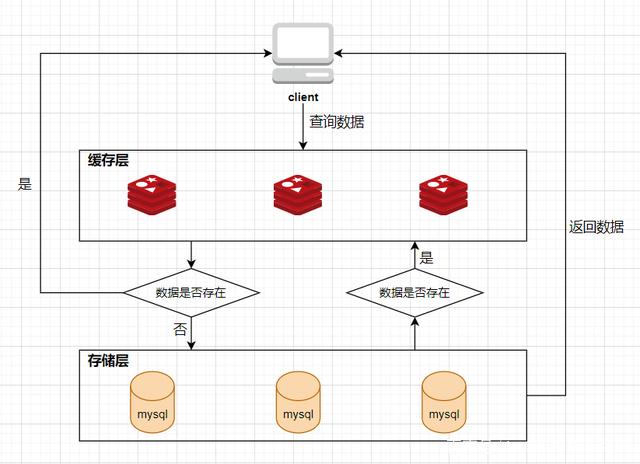 client
查询数据
缓存层
是
返回数据
是
数据是否存在
数据是否存在
否
存储层
mysql
mysql
mysql